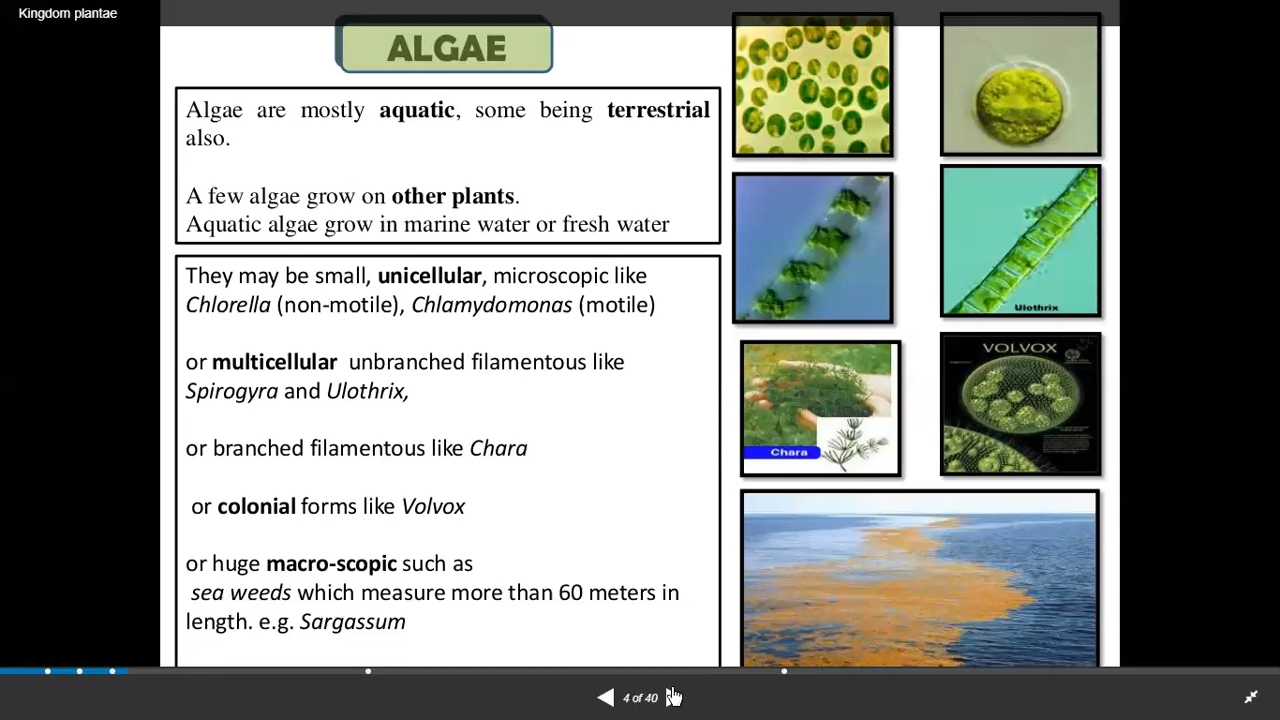 Kingdom plantae
ALGAE
Algae are mostly aquatic, some being terrestrial
also.
A few algae grow on other plants.
Aquatic algae grow in marine water or fresh water
They may be small, unicellular, microscopic like
Chlorella (non-motile), Chlamydomonas (motile)
or multicellular unbranched filamentous like
Spirogyra and Ulothrix,
or branched filamentous like Chara
or colonial forms like Volvox
or huge macro-scopic such as
sea weeds which measure more than 60 meters in
length. e.g. Sargassum
Ulothrix
Chara
VOLVOX
4 of 40